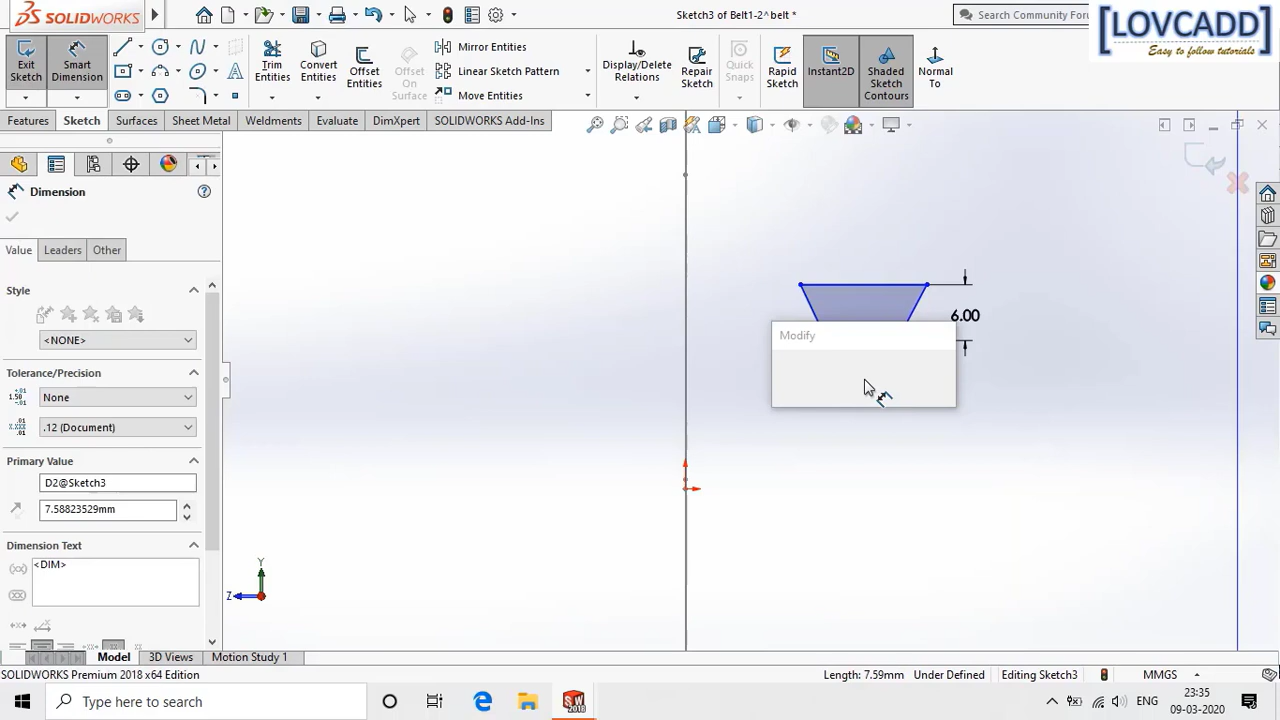 SOLIDWORKS
Sketch3 of Belt1-2^belt *
Search Community Foru
[LOVCADD]
Easy to follow tutorials
Exit Sketch
Smart Dimension
Trim Entities
Convert Entities
Offset Entities
Offset On Surface
Mirror Entities
Linear Sketch Pattern
Move Entities
Display/Delete Relations
Repair Sketch
Quick Snaps
Rapid Sketch
Instant2D
Shaded Sketch Contours
Normal To
Features
Sketch
Surfaces
Sheet Metal
Weldments
Evaluate
DimXpert
SOLIDWORKS Add-Ins
Dimension
Value
Leaders
Other
Style
<NONE>
Tolerance/Precision
None
.12 (Document)
Primary Value
D2@Sketch3
7.58823529mm
Dimension Text
<DIM>
6.00
Modify
Y
Z
Model
3D Views
Motion Study 1
SOLIDWORKS Premium 2018 x64 Edition
Length: 7.59mm
Under Defined
Editing Sketch3
MMGS
Type here to search
ENG
23:35
09-03-2020